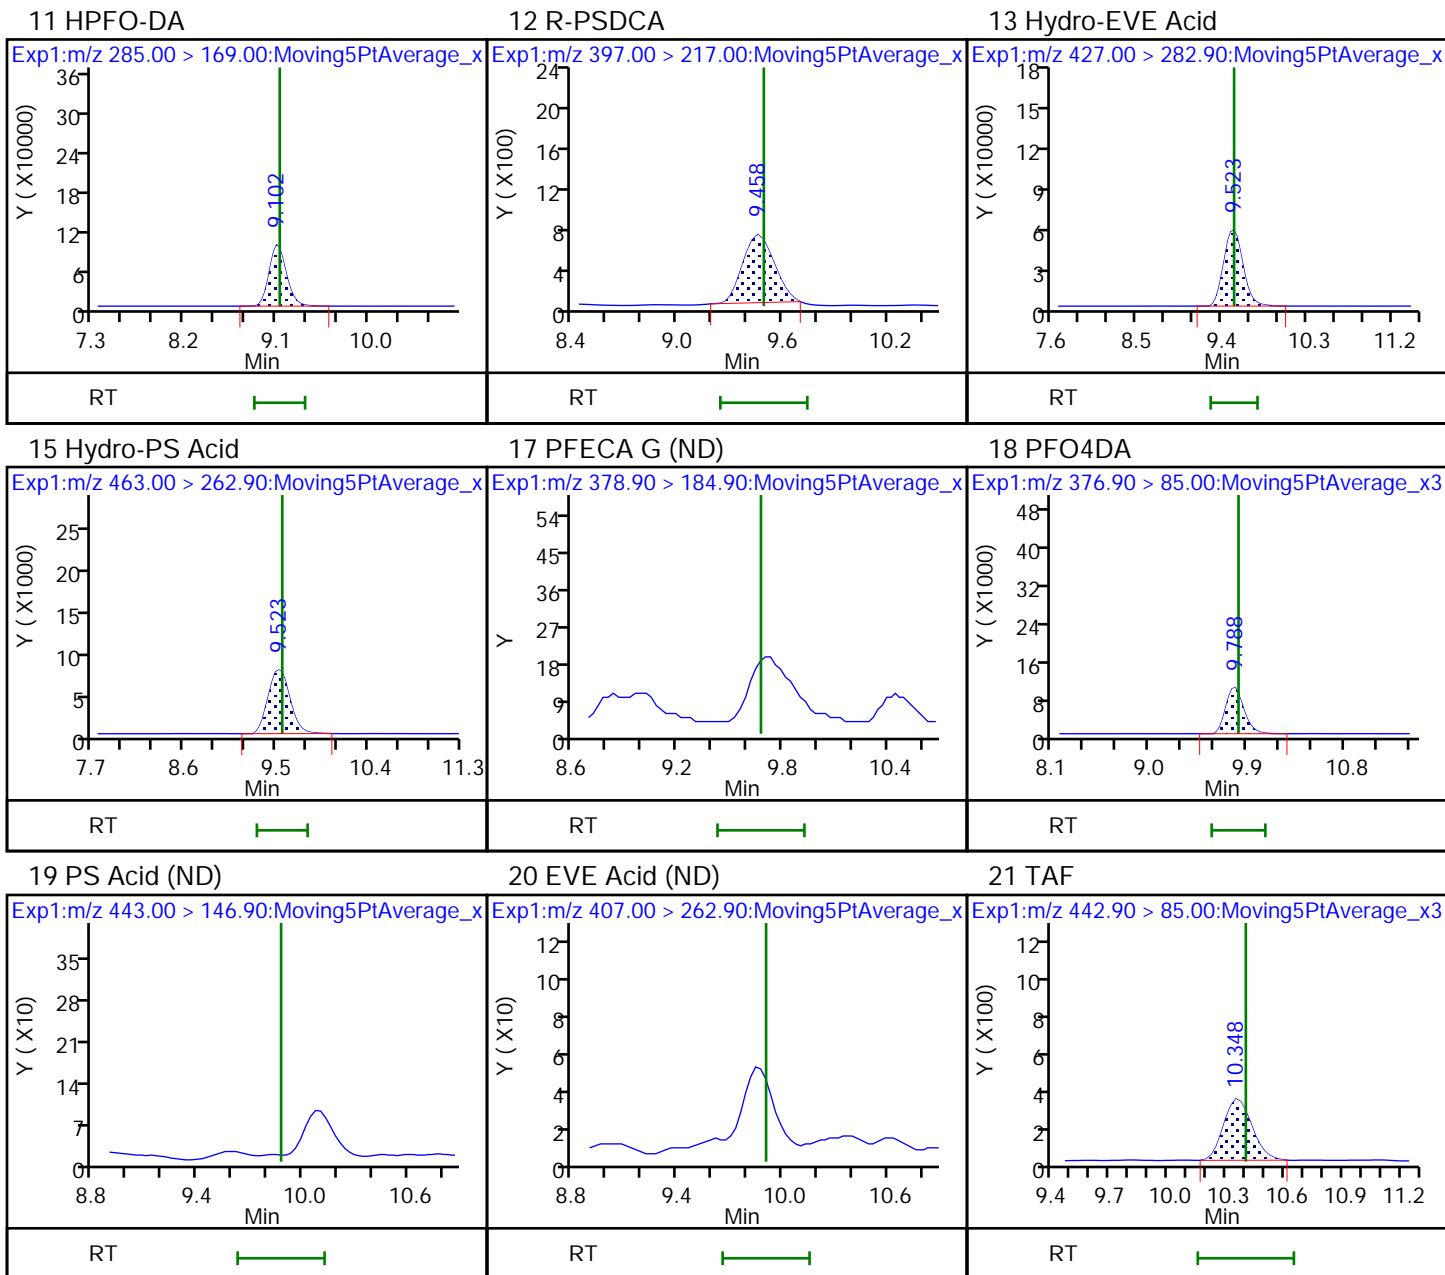 11 HPFO-DA
Exp1:m/z 285.00 > 169.00:Moving5PtAverage_x
Y ( X10000)
36
30
24
18
12
6
0
9.102
7.3 8.2 9.1 10.0
Min
RT
12 R-PSDCA
Exp1:m/z 397.00 > 217.00:Moving5PtAverage_x
Y ( X100)
24
20
16
12
8
4
0
9.458
8.4 9.0 9.6 10.2
Min
RT
13 Hydro-EVE Acid
Exp1:m/z 427.00 > 282.90:Moving5PtAverage_x
Y ( X10000)
18
15
12
9
6
3
0
9.523
7.6 8.5 9.4 10.3 11.2
Min
RT
15 Hydro-PS Acid
Exp1:m/z 463.00 > 262.90:Moving5PtAverage_x
Y ( X1000)
25
20
15
10
5
0
9.523
7.7 8.6 9.5 10.4 11.3
Min
RT
17 PFECA G (ND)
Exp1:m/z 378.90 > 184.90:Moving5PtAverage_x
Y
54
45
36
27
18
9
0
8.6 9.2 9.8 10.4
Min
RT
18 PFO4DA
Exp1:m/z 376.90 > 85.00:Moving5PtAverage_x3
Y ( X1000)
48
40
32
24
16
8
0
9.788
8.1 9.0 9.9 10.8
Min
RT
19 PS Acid (ND)
Exp1:m/z 443.00 > 146.90:Moving5PtAverage_x
Y ( X10)
35
28
21
14
7
0
8.8 9.4 10.0 10.6
Min
RT
20 EVE Acid (ND)
Exp1:m/z 407.00 > 262.90:Moving5PtAverage_x
Y ( X10)
12
10
8
6
4
2
0
8.8 9.4 10.0 10.6
Min
RT
21 TAF
Exp1:m/z 442.90 > 85.00:Moving5PtAverage_x3
Y ( X100)
12
10
8
6
4
2
0
10.348
9.4 9.7 10.0 10.3 10.6 10.9 11.2
Min
RT